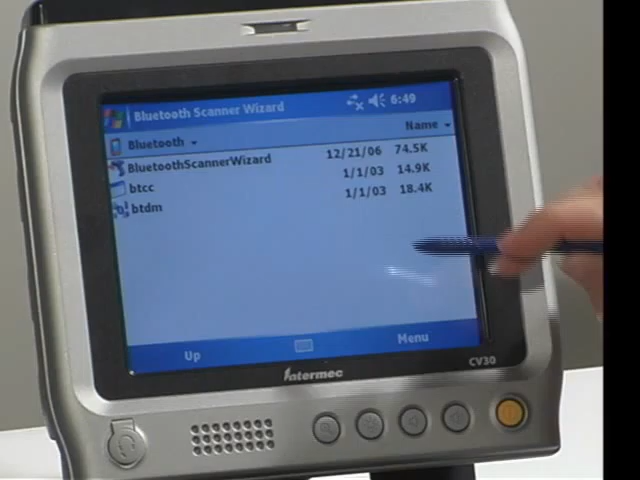 Bluetooth Scanner Wizard 6:49
Bluetooth Name
BluetoothScannerWizard 12/21/06 74.5K
btcc 1/1/03 14.9K
btdm 1/1/03 18.4K
Up Menu
Intermec CV30